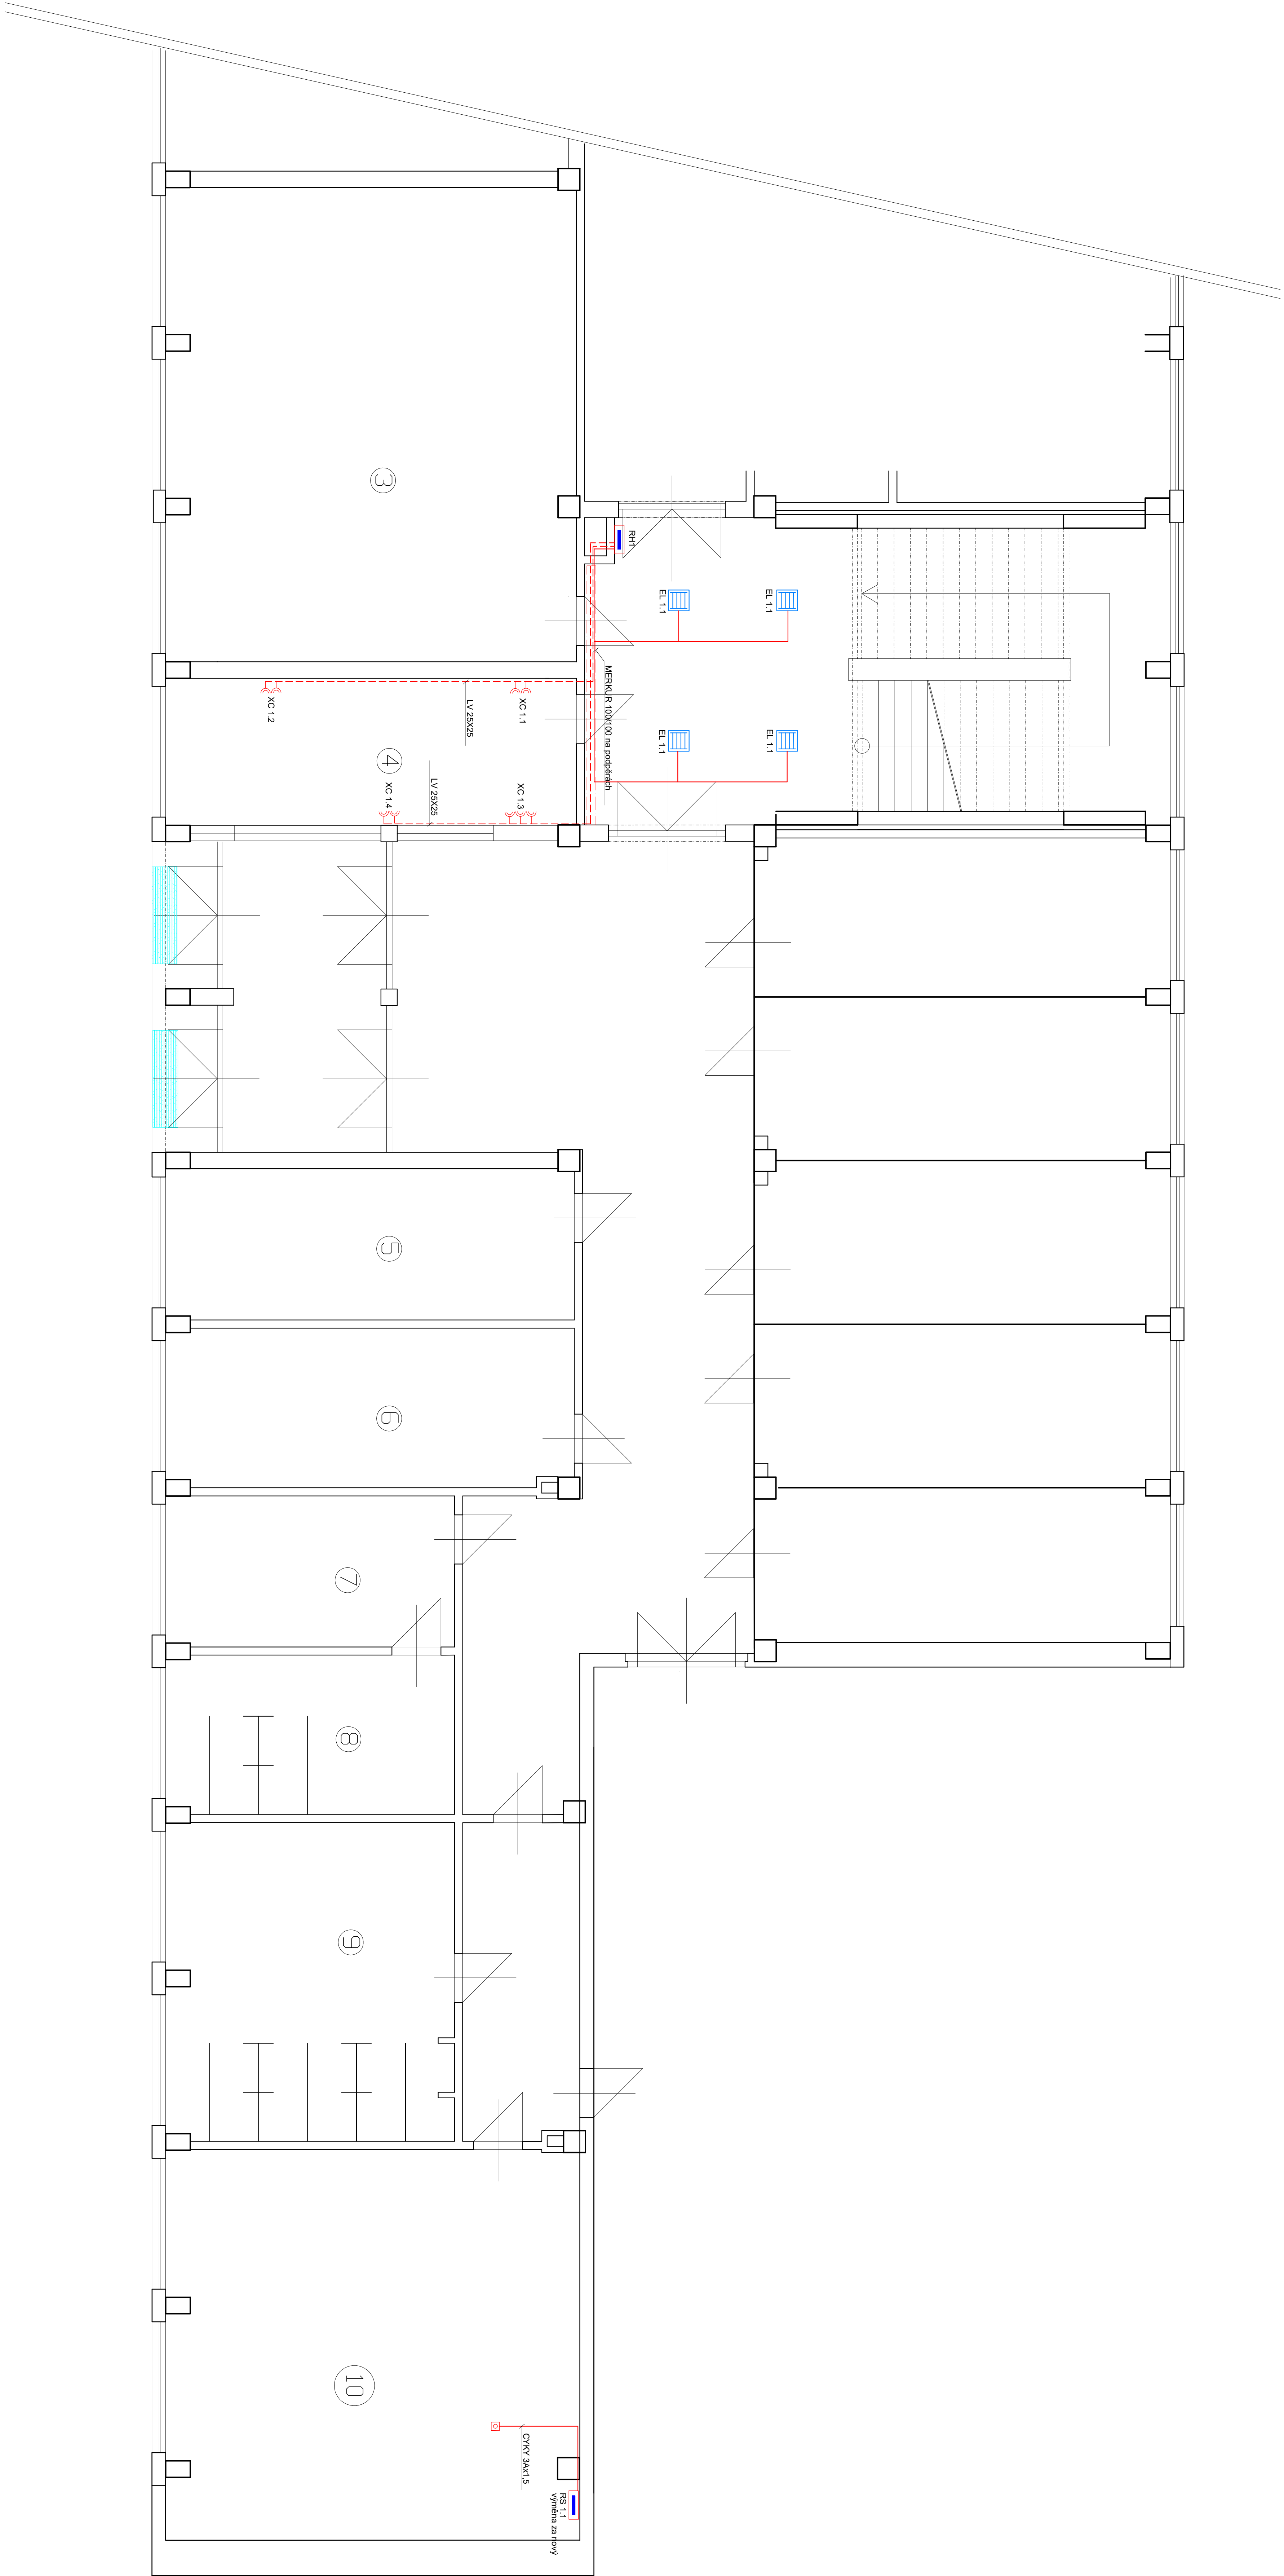 3
RH1
EL 1.1
EL 1.1
MERKUR 100/100 na podpěrách
XC 1.2
LV 25X25
XC 1.1
4
EL 1.1
EL 1.1
XC 1.4
LV 25X25
XC 1.3
5
6
7
8
9
10
CYKY 3Ax1,5
RS 1.1
výměna za nový